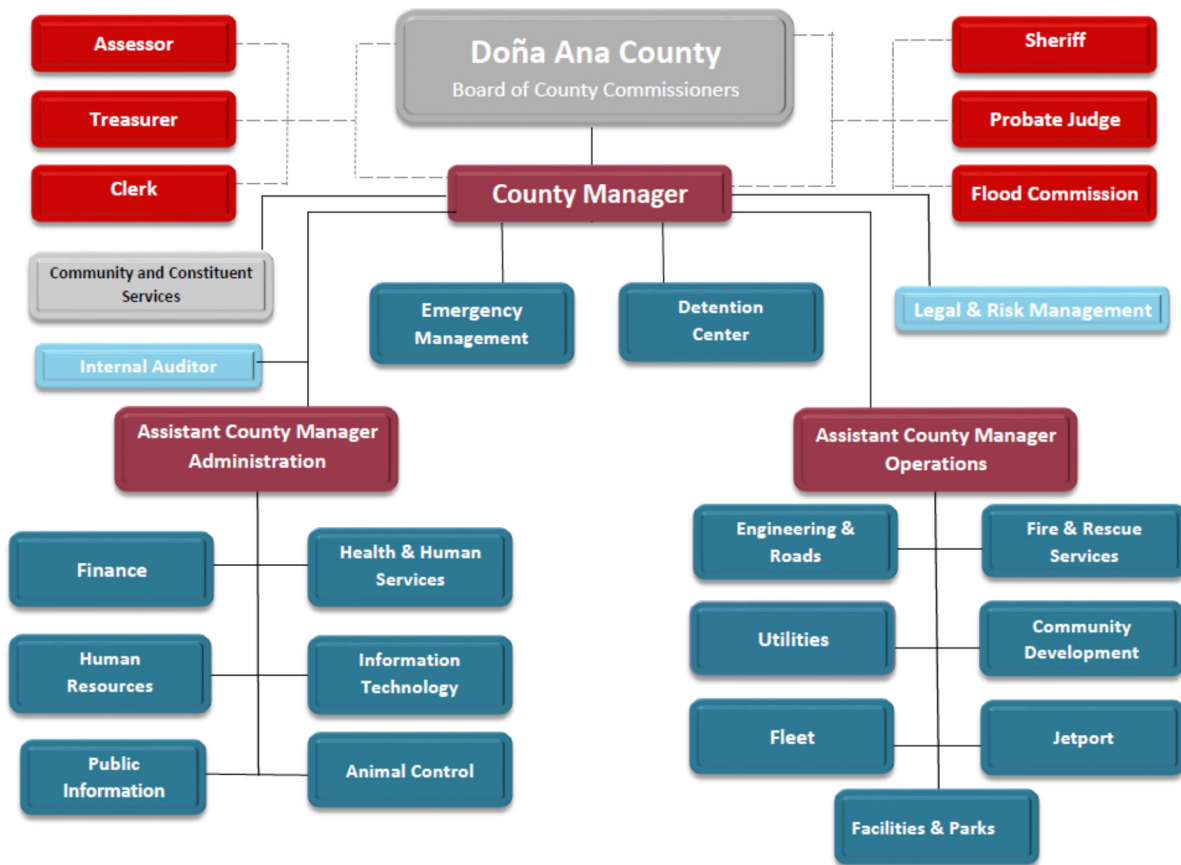 Assessor
Doña Ana County
Board of County Commissioners
Sheriff
Treasurer
Probate Judge
Clerk
County Manager
Flood Commission
Community and Constituent
Services
Emergency
Management
Detention
Center
Legal & Risk Management
Internal Auditor
Assistant County Manager
Administration
Assistant County Manager
Operations
Finance
Health & Human
Services
Engineering &
Roads
Fire & Rescue
Services
Human
Resources
Information
Technology
Utilities
Community
Development
Public
Information
Animal Control
Fleet
Jetport
Facilities & Parks